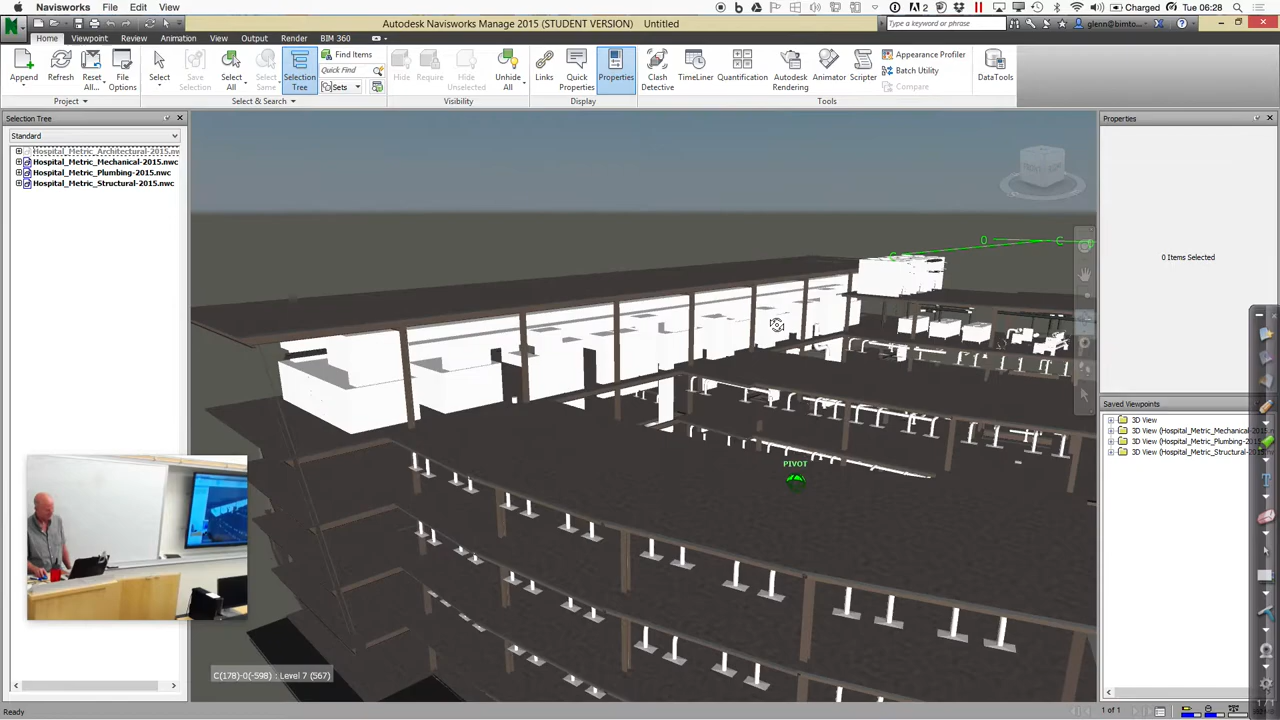 Navisworks File Edit View
Charged Tue 06:28
Autodesk Navisworks Manage 2015 (STUDENT VERSION) Untitled
Type a keyword or phrase
glenn@bimto...
Home Viewpoint Review Animation View Output Render BIM 360
Append
Refresh
Reset All...
File Options
Project
Select
Save Selection
Select All
Select Same
Selection Tree
Find Items
Quick Find
Sets
Select & Search
Hide
Require
Hide Unselected
Unhide All
Visibility
Links
Quick Properties
Properties
Display
Clash Detective
TimeLiner
Quantification
Autodesk Rendering
Animator
Scripter
Appearance Profiler
Batch Utility
Compare
Tools
DataTools
Selection Tree
Standard
Hospital_Metric_Architectural-2015.nw
Hospital_Metric_Mechanical-2015.nwc
Hospital_Metric_Plumbing-2015.nwc
Hospital_Metric_Structural-2015.nwc
O C
C
PIVOT
C(178)-0(-598) : Level 7 (567)
Properties
0 Items Selected
Saved Viewpoints
3D View
3D View (Hospital_Metric_Mechanical-2015.n
3D View (Hospital_Metric_Plumbing-2015
3D View (Hospital_Metric_Structural-2015
Ready
1 of 1